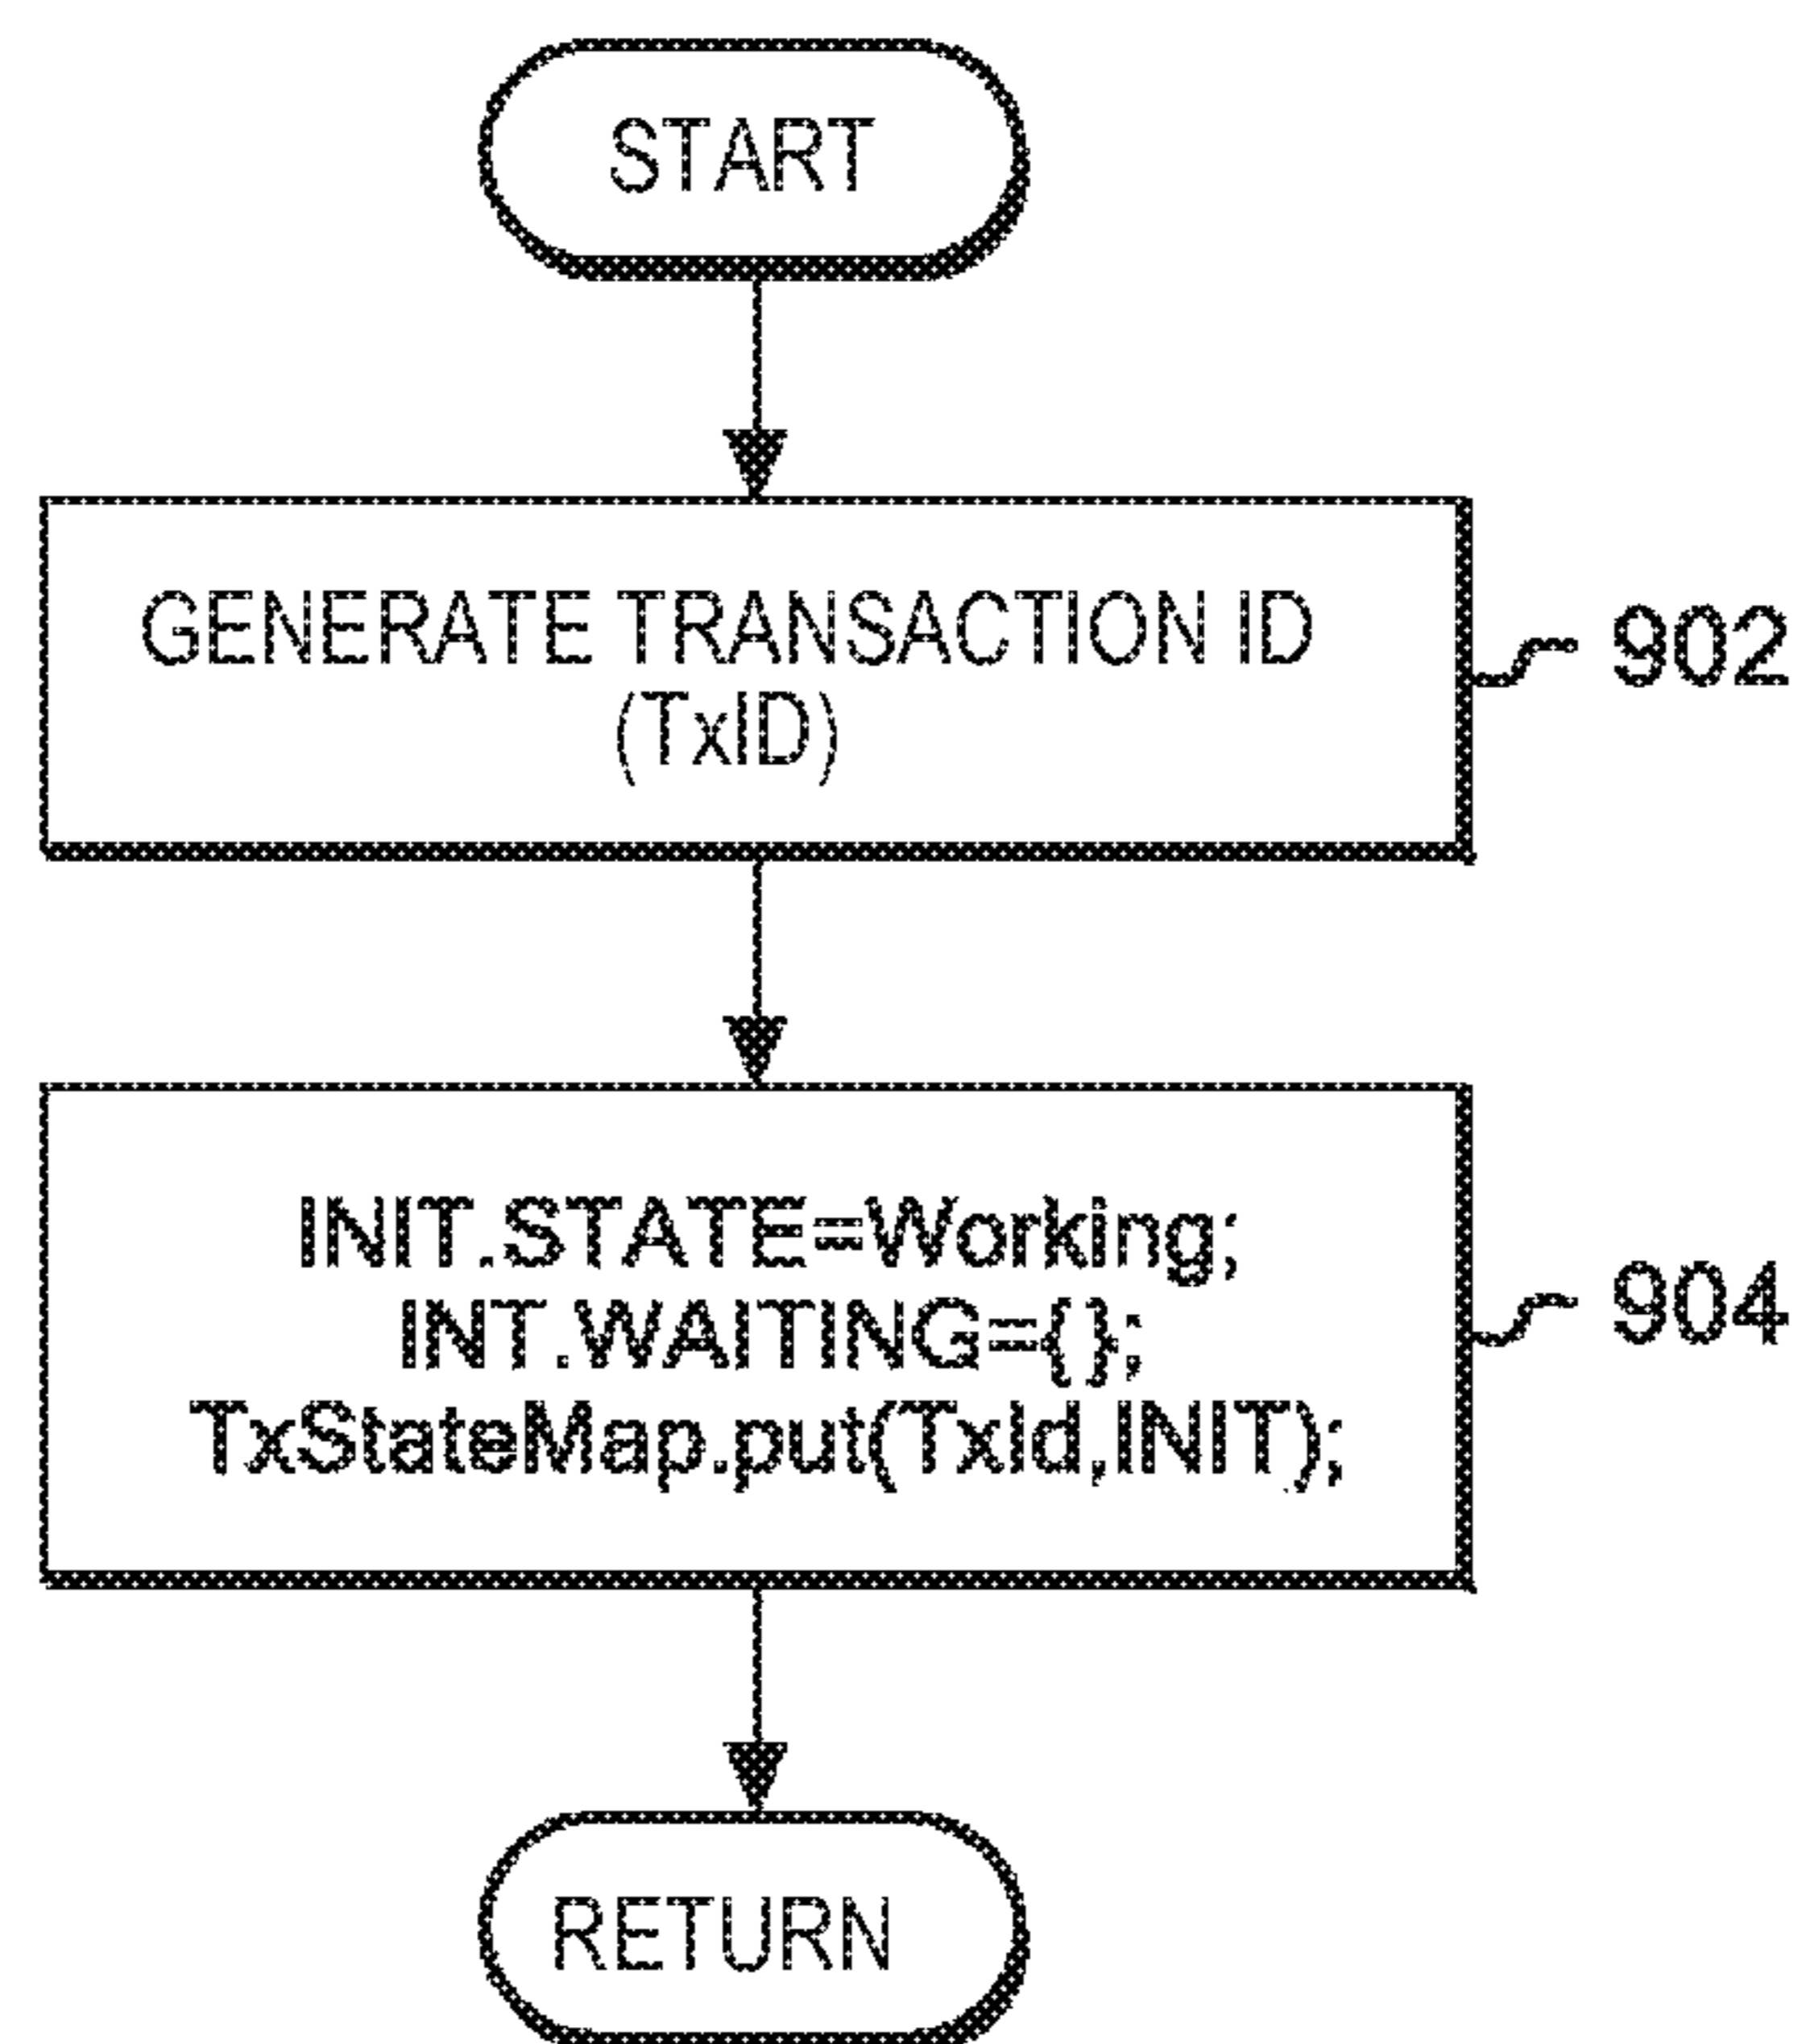 START
GENERATE TRANSACTION ID
(TxID)
902
INIT.STATE=Working;
INT.WAITING={};
TxStateMap.put(TxId,INIT);
904
RETURN